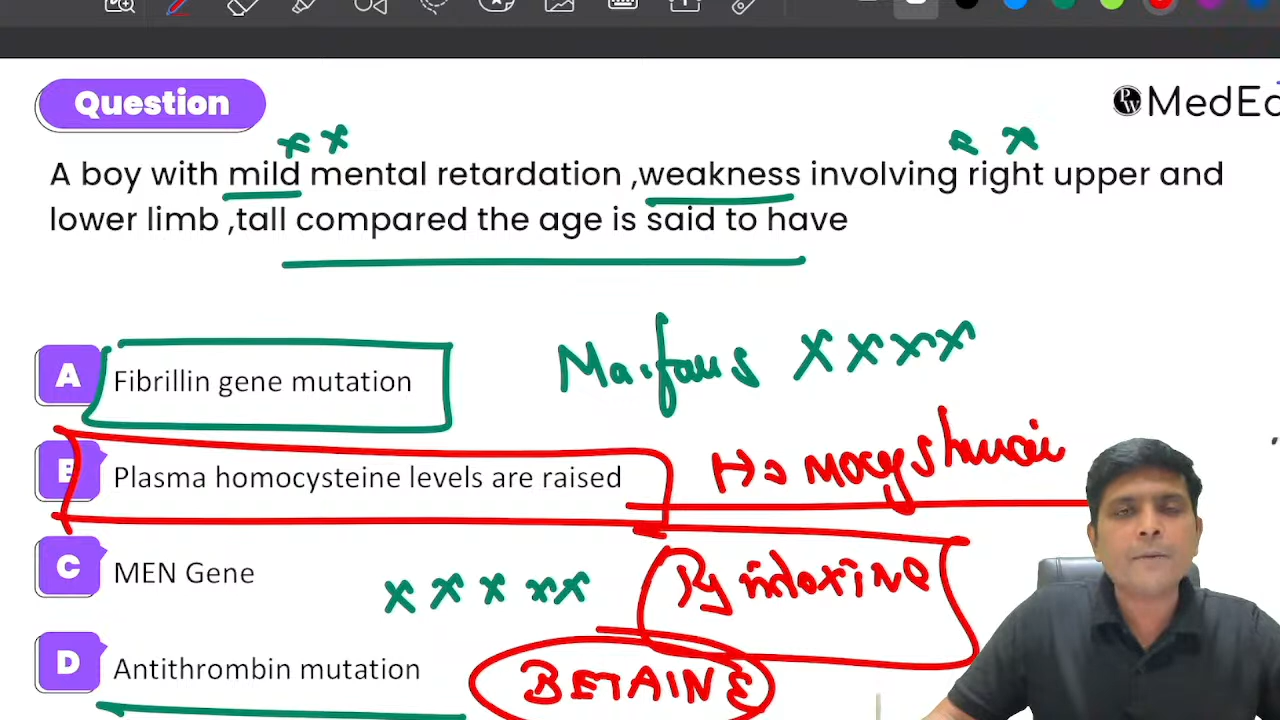 Question
PW MedEd
A boy with mild mental retardation ,weakness involving right upper and
lower limb ,tall compared the age is said to have
A Fibrillin gene mutation
Marfans x x x x
B Plasma homocysteine levels are raised
C MEN Gene
x x x x x
Pyridoxine
D Antithrombin mutation
BETAINE